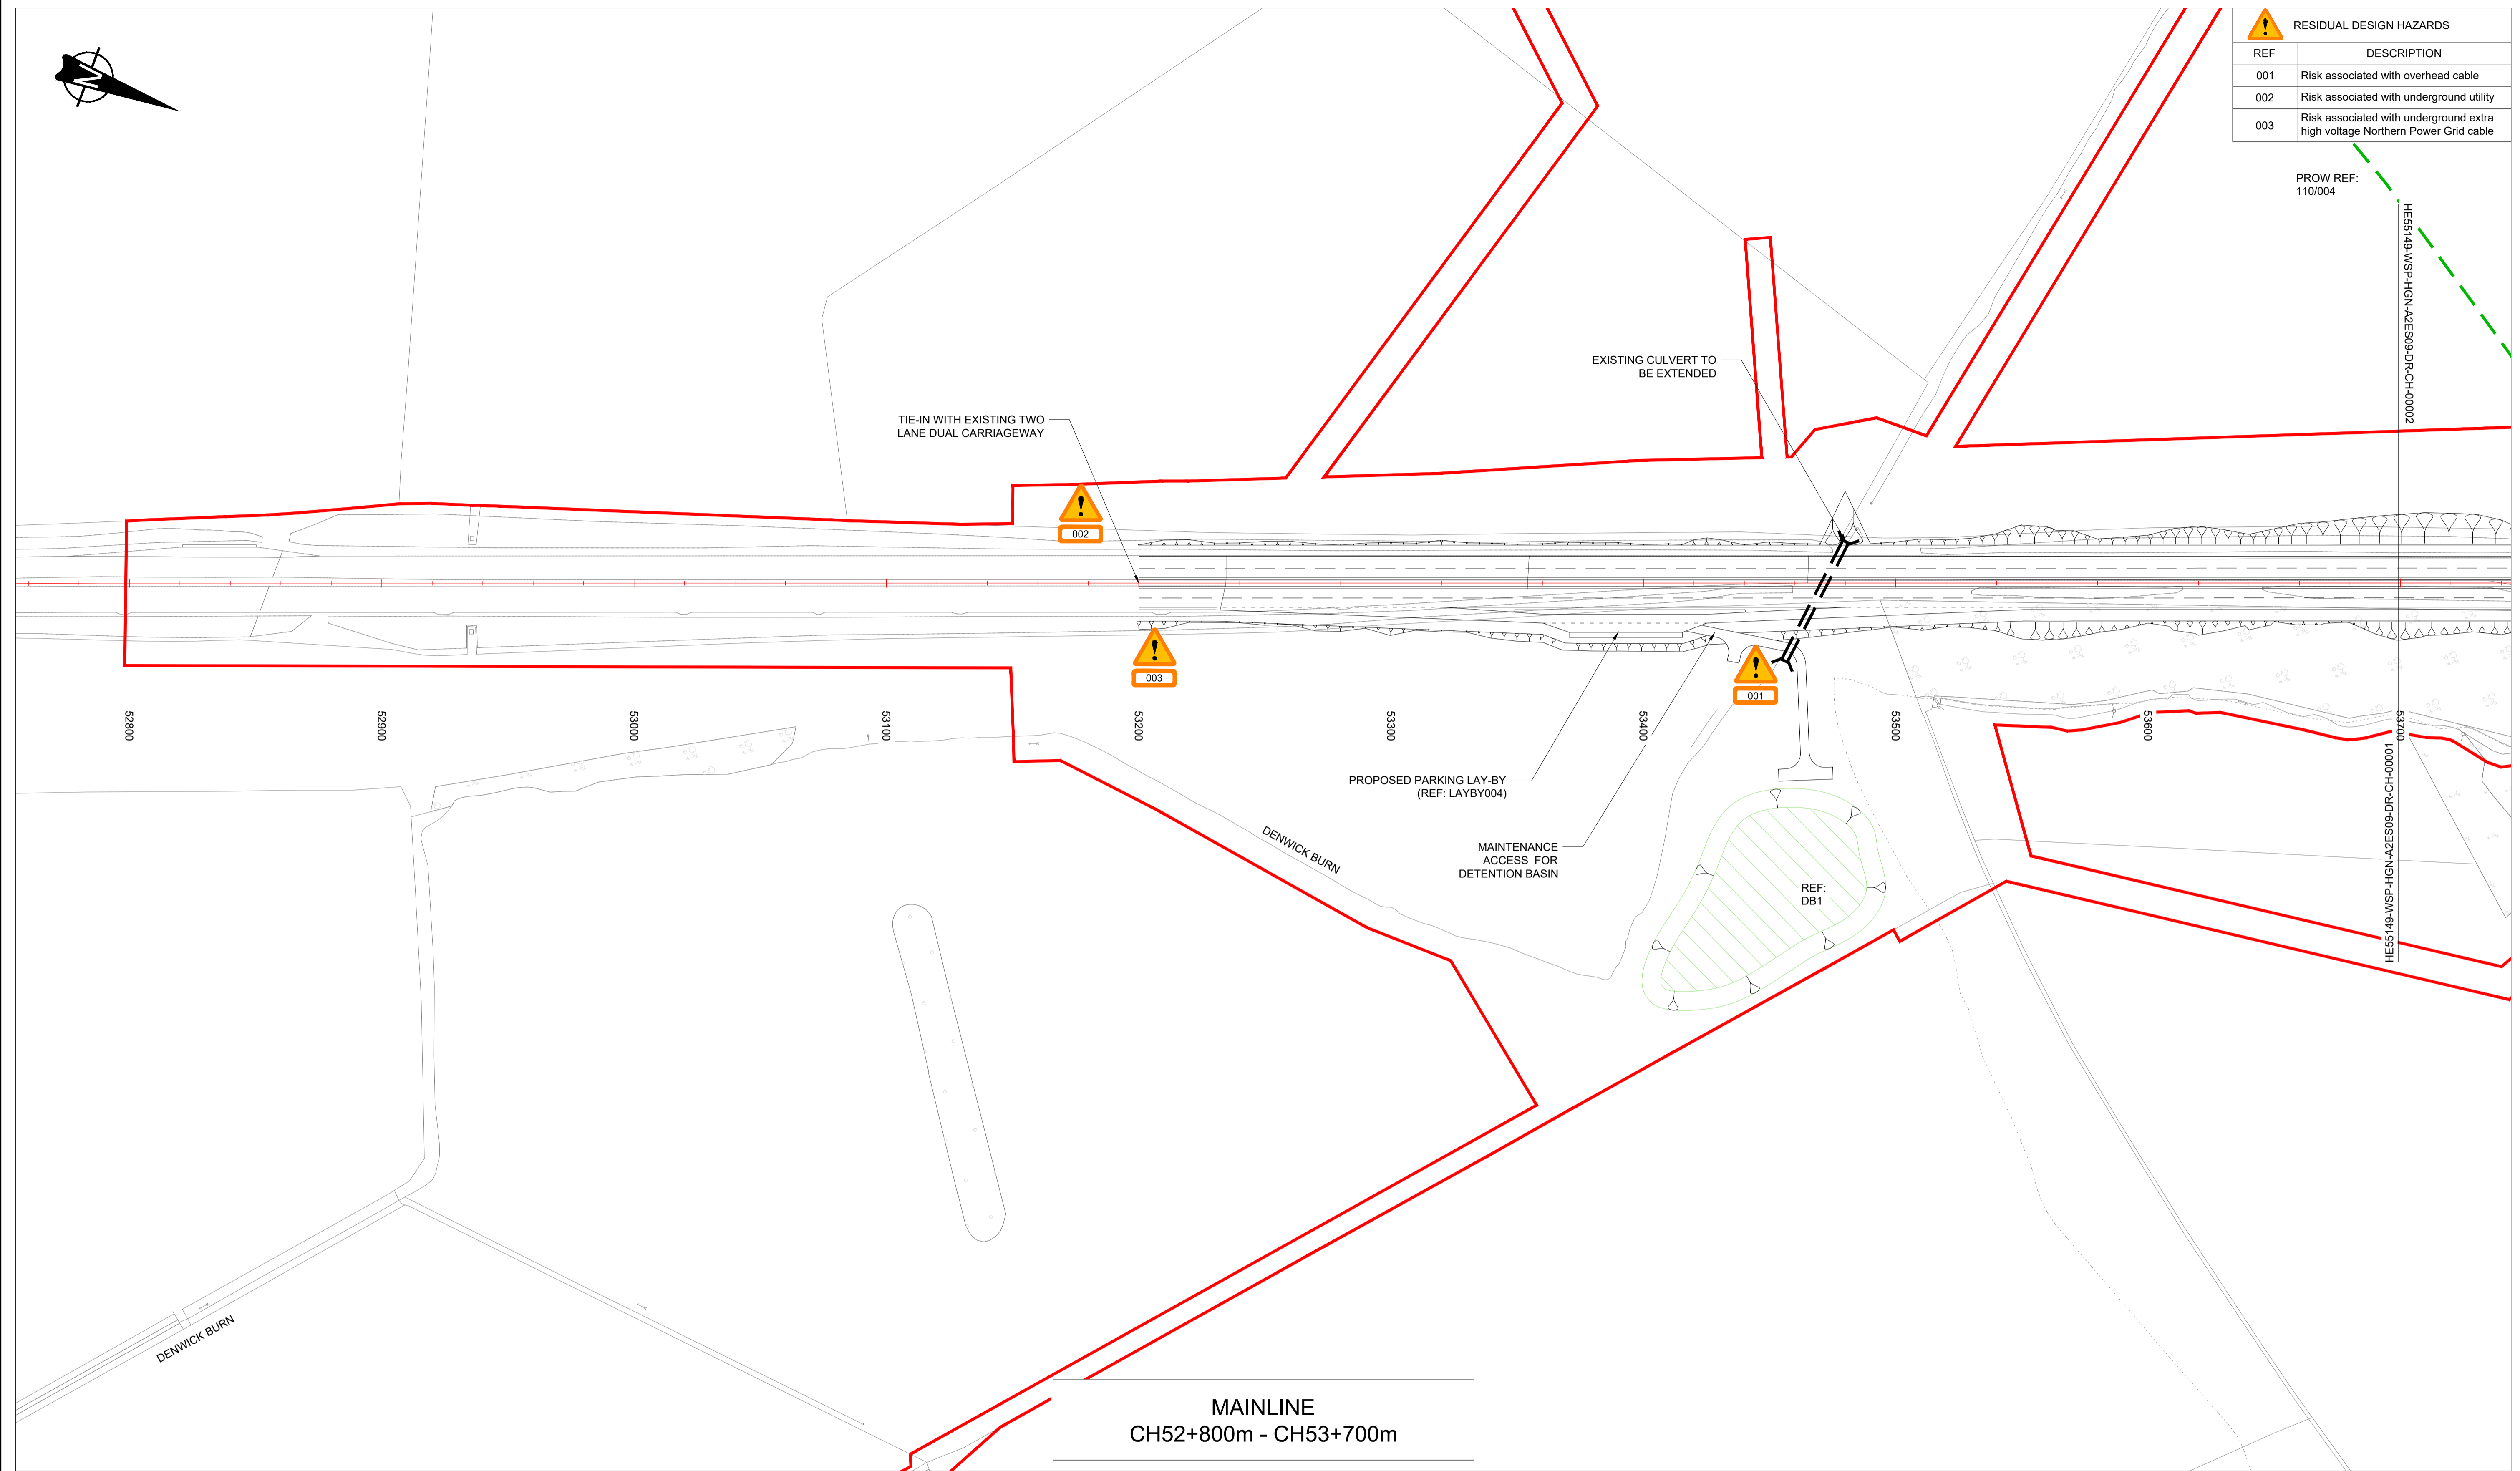 RESIDUAL DESIGN HAZARDS
REF DESCRIPTION
001 Risk associated with overhead cable
002 Risk associated with underground utility
003 Risk associated with underground extra
high voltage Northern Power Grid cable
N
PROW REF:
110/004
HE55149-WSP-HGN-A2ES09-DR-CH-00002
EXISTING CULVERT TO
BE EXTENDED
TIE-IN WITH EXISTING TWO
LANE DUAL CARRIAGEWAY
002
003
001
52800
52900
53000
53100
53200
53300
53400
53500
53600
53700
HE55149-WSP-HGN-A2ES09-DR-CH-00001
PROPOSED PARKING LAY-BY
(REF: LAYBY004)
MAINTENANCE
ACCESS FOR
DETENTION BASIN
DENWICK BURN
REF:
DB1
DENWICK BURN
MAINLINE
CH52+800m - CH53+700m